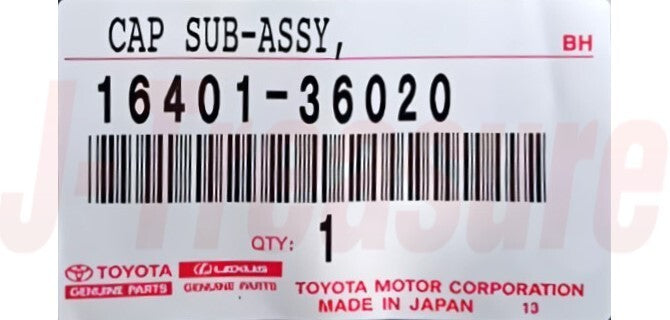 CAP SUB-ASSY,
BH
16401-36020
J-Treasure
QTY: 1
TOYOTA LEXUS
GENUINE PARTS GENUINE PARTS
TOYOTA MOTOR CORPORATION
MADE IN JAPAN 13